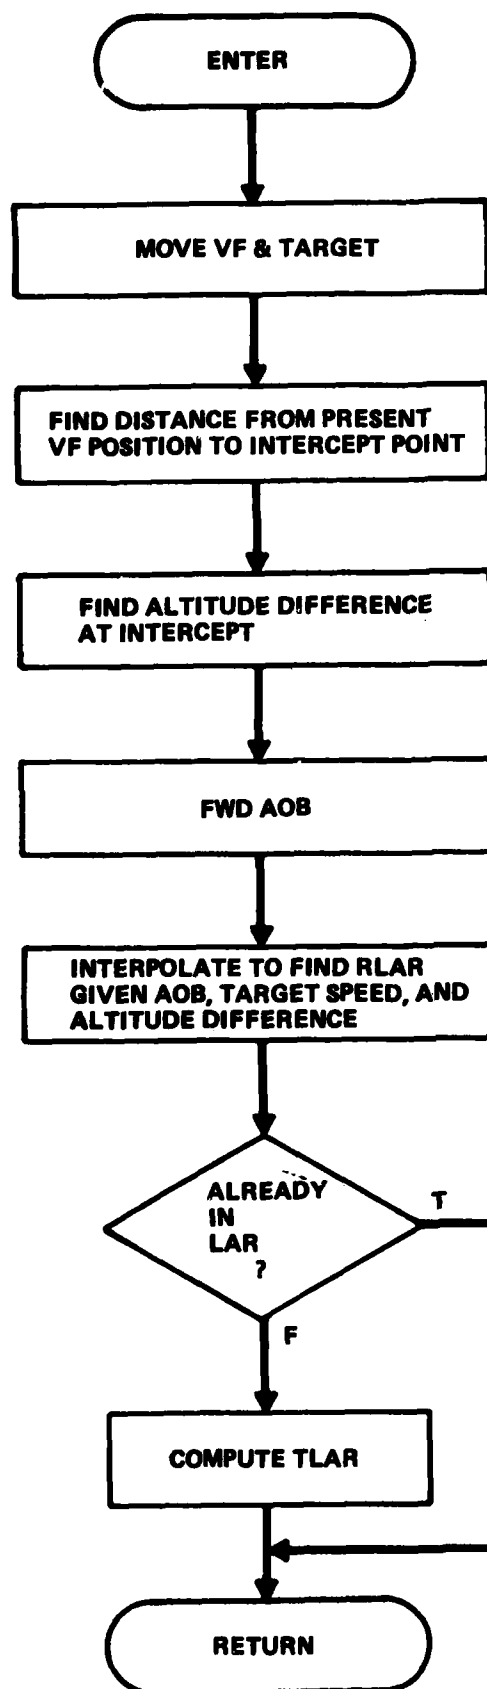 ENTER
MOVE VF & TARGET
FIND DISTANCE FROM PRESENT
VF POSITION TO INTERCEPT POINT
FIND ALTITUDE DIFFERENCE
AT INTERCEPT
FWD AOB
INTERPOLATE TO FIND RLAR
GIVEN AOB, TARGET SPEED, AND
ALTITUDE DIFFERENCE
ALREADY
IN
LAR
?
T
F
COMPUTE TLAR
RETURN